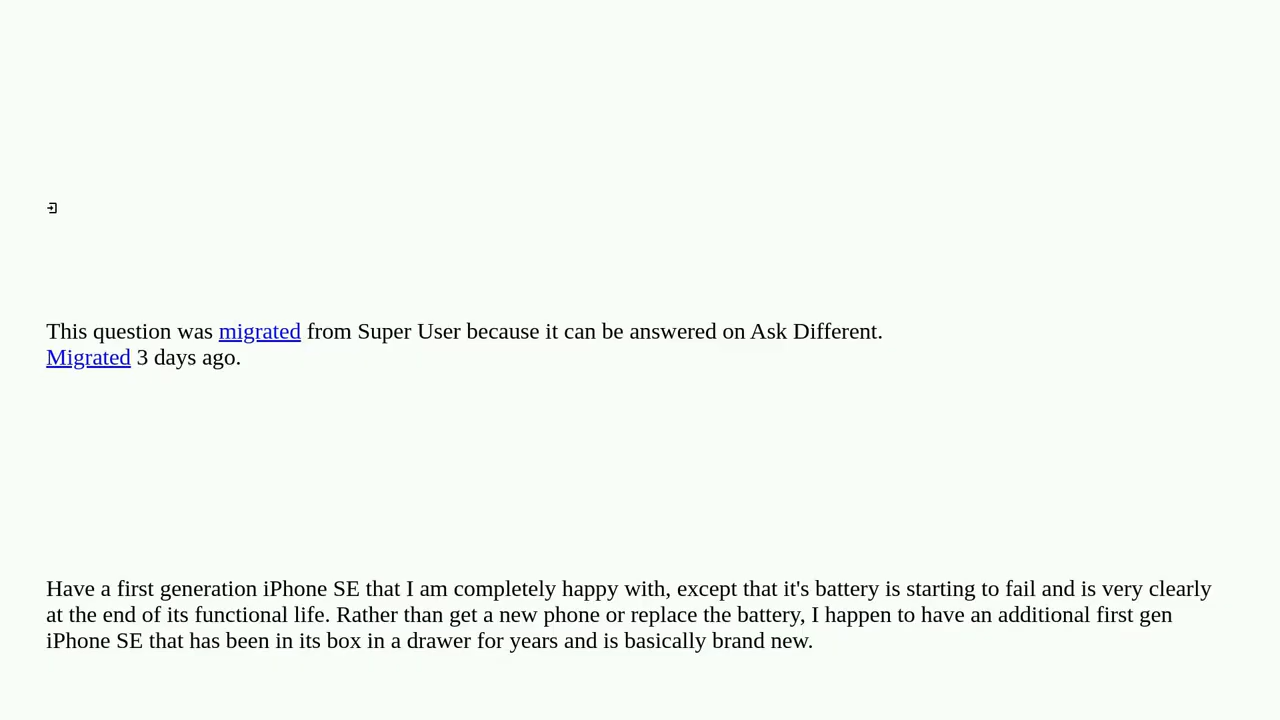 This question was migrated from Super User because it can be answered on Ask Different.
Migrated 3 days ago.
Have a first generation iPhone SE that I am completely happy with, except that it's battery is starting to fail and is very clearly
at the end of its functional life. Rather than get a new phone or replace the battery, I happen to have an additional first gen
iPhone SE that has been in its box in a drawer for years and is basically brand new.